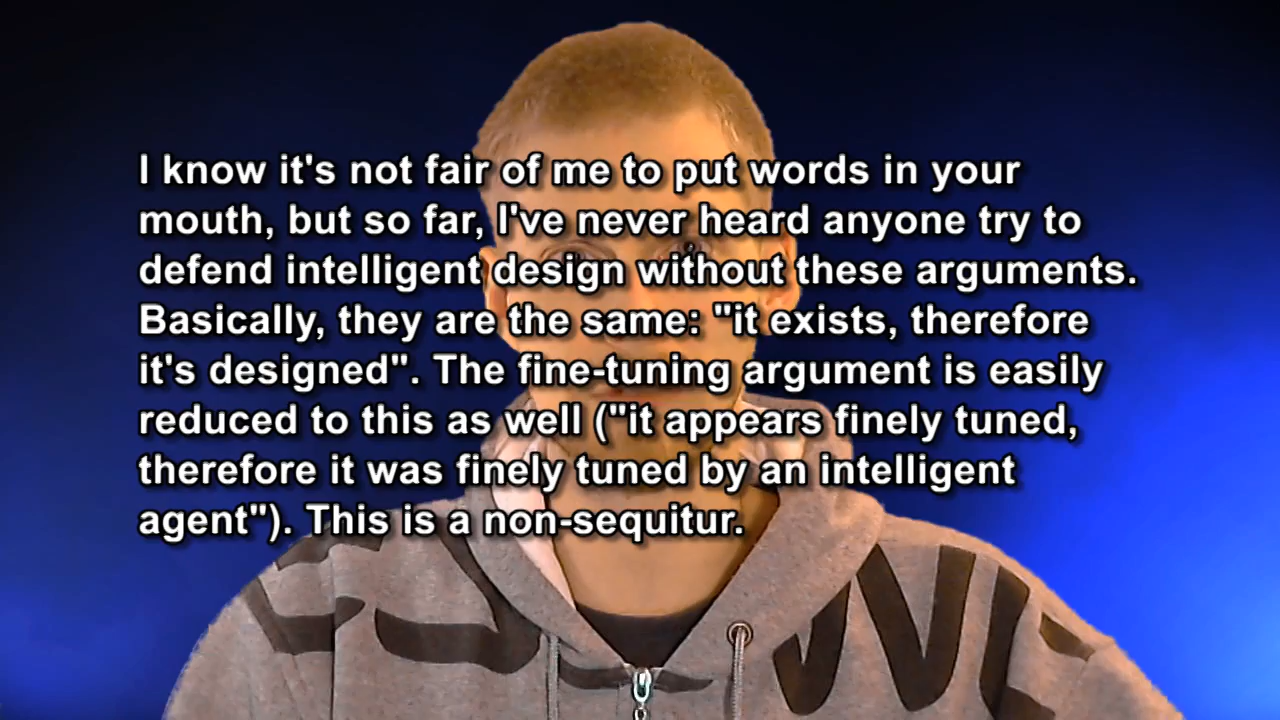 I know it's not fair of me to put words in your
mouth, but so far, I've never heard anyone try to
defend intelligent design without these arguments.
Basically, they are the same: "it exists, therefore
it's designed". The fine-tuning argument is easily
reduced to this as well ("it appears finely tuned,
therefore it was finely tuned by an intelligent
agent"). This is a non-sequitur.